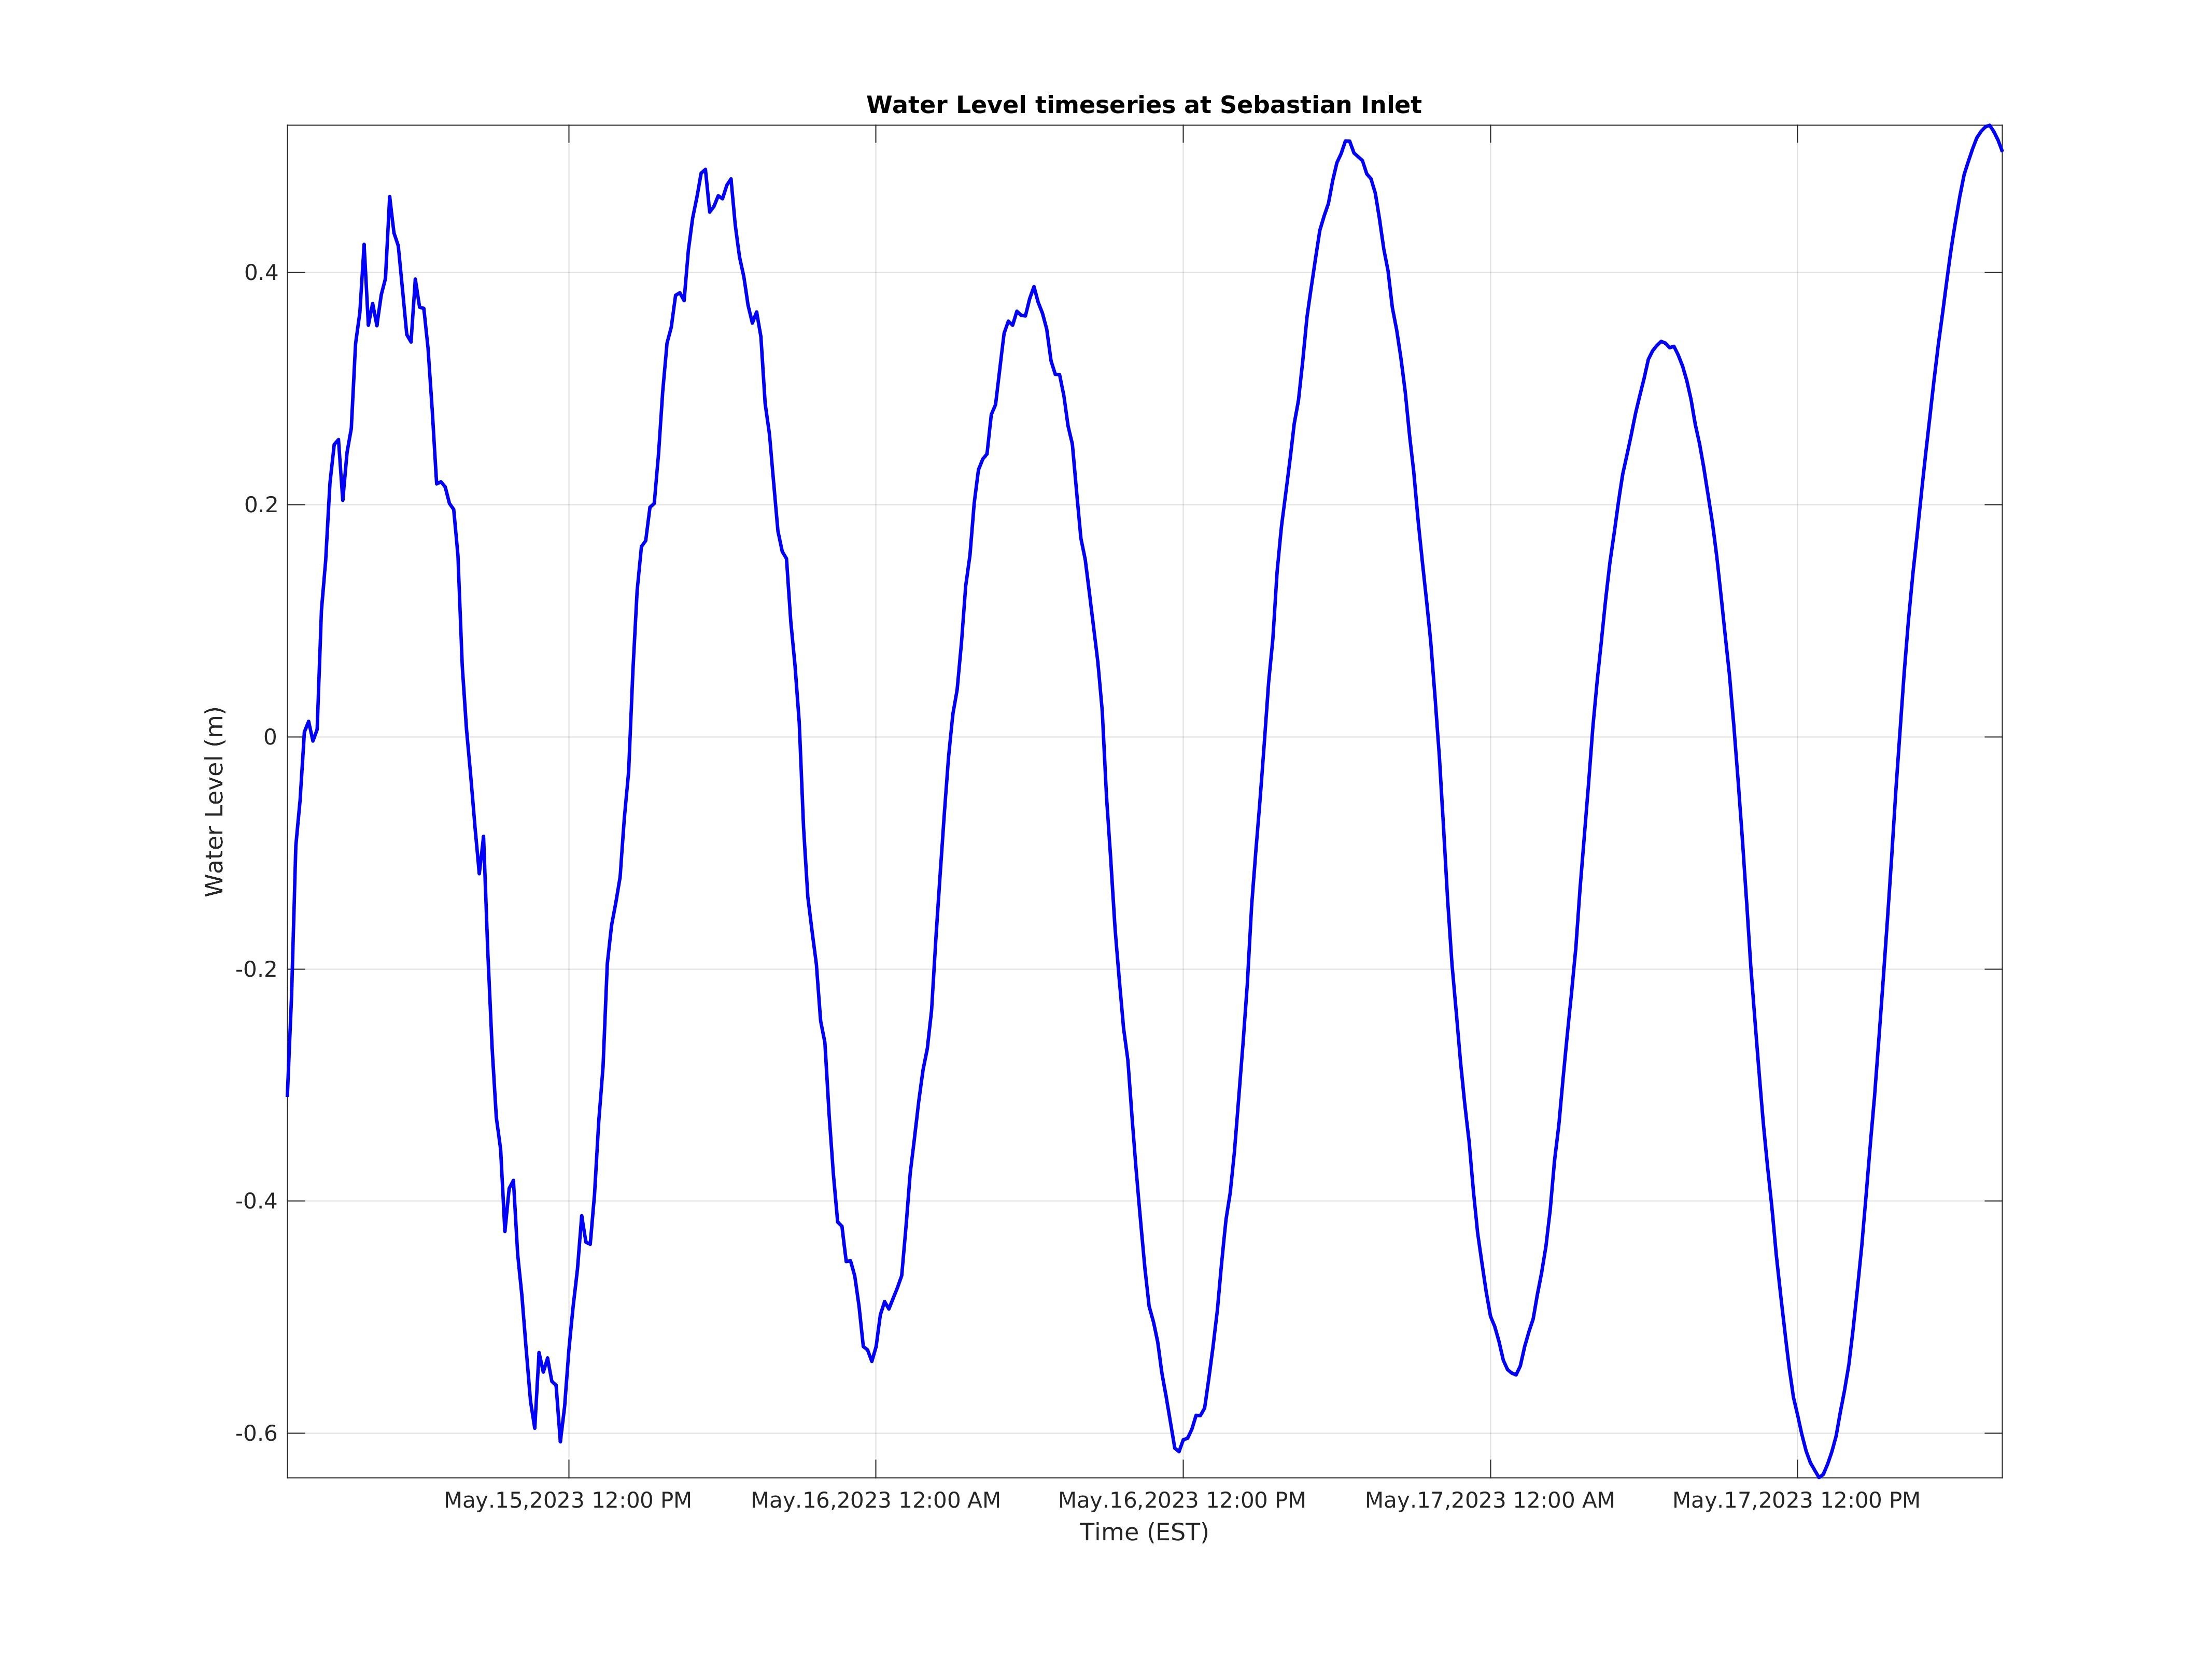 Water Level timeseries at Sebastian Inlet
Water Level (m)
0.4
0.2
0
-0.2
-0.4
-0.6
May.15,2023 12:00 PM
May.16,2023 12:00 AM
May.16,2023 12:00 PM
May.17,2023 12:00 AM
May.17,2023 12:00 PM
Time (EST)